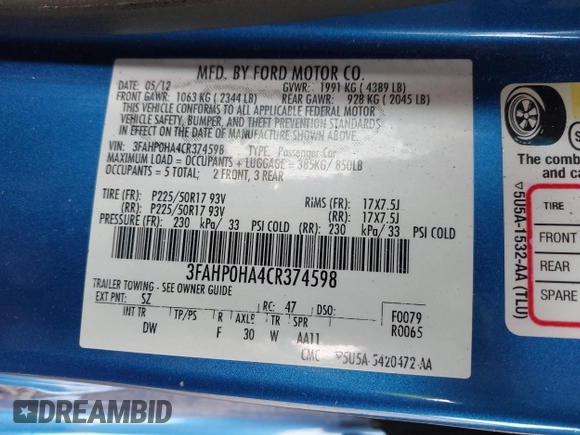 MFD. BY FORD MOTOR CO.
DATE: 05/12 GVWR: 1991 KG ( 4389 LB)
FRONT GAWR: 1063 KG ( 2344 LB) REAR GAWR: 928 KG ( 2045 LB)
THIS VEHICLE CONFORMS TO ALL APPLICABLE FEDERAL MOTOR
VEHICLE SAFETY, BUMPER, AND THEFT PREVENTION STANDARDS
IN EFFECT ON THE DATE OF MANUFACTURE SHOWN ABOVE.
VIN: 3FAHP0HA4CR374598 TYPE: Passenger Car
MAXIMUM LOAD = OCCUPANTS + LUGGAGE = 385KG/ 850LB
OCCUPANTS = 5 TOTAL; 2 FRONT, 3 REAR
TIRE (FR): P225/50R17 93V RIMS (FR): 17X7.5J
(RR): P225/50R17 93V (RR): 17X7.5J
PRESSURE (FR): 230 kPa/ 33 PSI COLD (RR): 230 kPa/ 33 PSI COLD
3FAHP0HA4CR374598
TRAILER TOWING - SEE OWNER GUIDE
EXT PNT: SZ RC: 47 DSO: F0079
R0065
INT TR TP/PS R AXLE TR SPR
DW F 30 W AA11
CMC ▽5U5A-5420472-AA
The comb
and ca
TIRE
FRONT
REAR
SPARE
▽5U5A-1532-AA (TLU)
DREAMBID